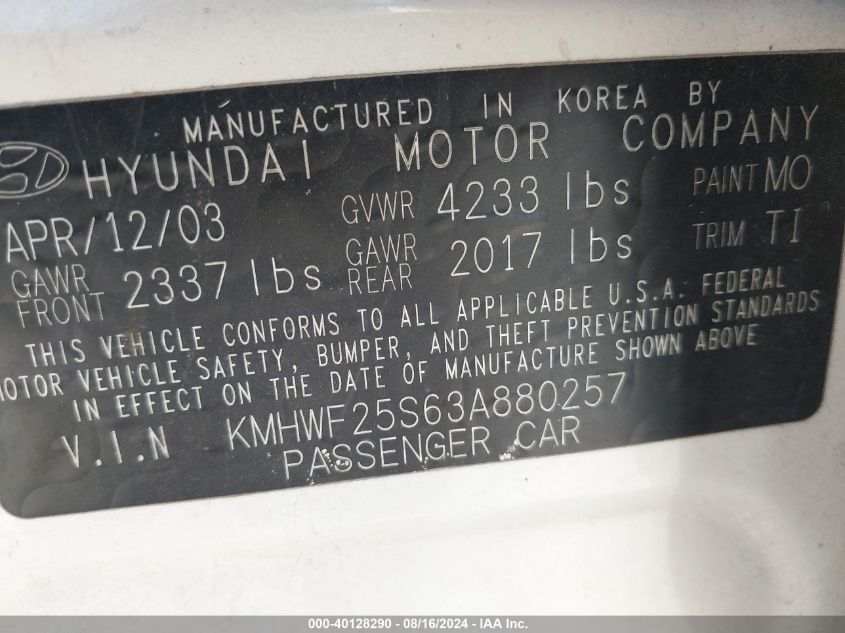 MANUFACTURED IN KOREA BY
HYUNDAI MOTOR COMPANY
APR/12/03 GVWR 4233 lbs PAINT MO
GAWR FRONT 2337 lbs GAWR REAR 2017 lbs TRIM TI
THIS VEHICLE CONFORMS TO ALL APPLICABLE U.S.A. FEDERAL
MOTOR VEHICLE SAFETY, BUMPER, AND THEFT PREVENTION STANDARDS
IN EFFECT ON THE DATE OF MANUFACTURE SHOWN ABOVE
V.I.N KMHWF25S63A880257
PASSENGER CAR
000-40128290 - 08/16/2024 - IAA Inc.